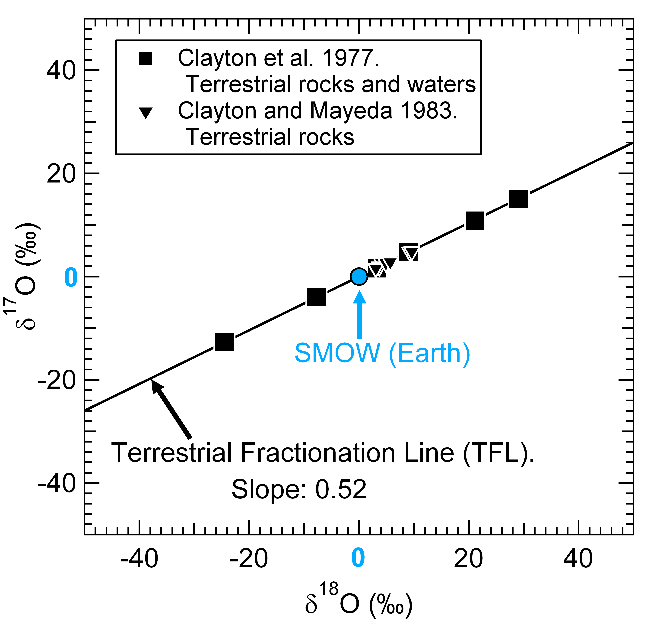 40
20
0
-20
-40
δ17O (‰)
Clayton et al. 1977.
Terrestrial rocks and waters
Clayton and Mayeda 1983.
Terrestrial rocks
SMOW (Earth)
Terrestrial Fractionation Line (TFL).
Slope: 0.52
-40 -20 0 20 40
δ18O (‰)